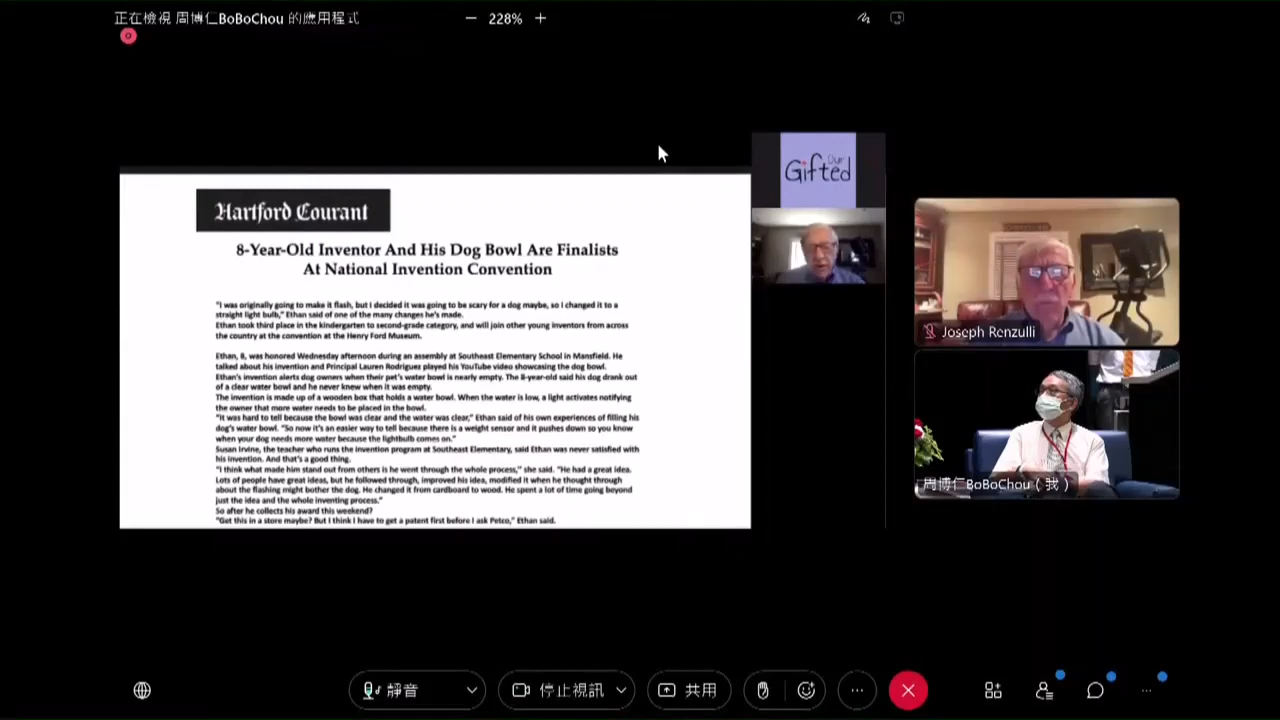 正在檢視 周博仁BoBoChou 的應用程式
228%
Our
Gifted
Hartford Courant
8-Year-Old Inventor And His Dog Bowl Are Finalists
At National Invention Convention
"I was originally going to make it flash, but I decided it was going to be scary for a dog maybe, so I changed it to a
straight light bulb," Ethan said of one of the many changes he's made.
Ethan took third place in the kindergarten to second-grade category, and will join other young inventors from across
the country at the convention at the Henry Ford Museum.
Ethan, 8, was honored Wednesday afternoon during an assembly at Southeast Elementary School in Mansfield. He
talked about his invention and Principal Lauren Rodriguez played his YouTube video showcasing the dog bowl.
Ethan's invention alerts dog owners when their pet's water bowl is nearly empty. The 8-year-old said his dog drank out
of a clear water bowl and he never knew when it was empty.
The invention is made up of a wooden box that holds a water bowl. When the water is low, a light activates notifying
the owner that more water needs to be placed in the bowl.
"It was hard to tell because the bowl was clear and the water was clear," Ethan said of his own experiences of filling his
dog's water bowl. "So now it's an easier way to tell because there is a weight sensor and it pushes down so you know
when your dog needs more water because the lightbulb comes on."
Susan Irvine, the teacher who runs the invention program at Southeast Elementary, said Ethan was never satisfied with
his invention. And that's a good thing.
"I think what made him stand out from others is he went through the whole process," she said. "He had a great idea.
Lots of people have great ideas, but he followed through, improved his idea, modified it when he thought through
about the flashing might bother the dog. He changed it from cardboard to wood. He spent a lot of time going beyond
just the idea and the whole inventing process."
So after he collects his award this weekend?
"Get this in a store maybe? But I think I have to get a patent first before I ask Petco," Ethan said.
Joseph Renzulli
周博仁BoBoChou（我）
靜音
停止視訊
共用